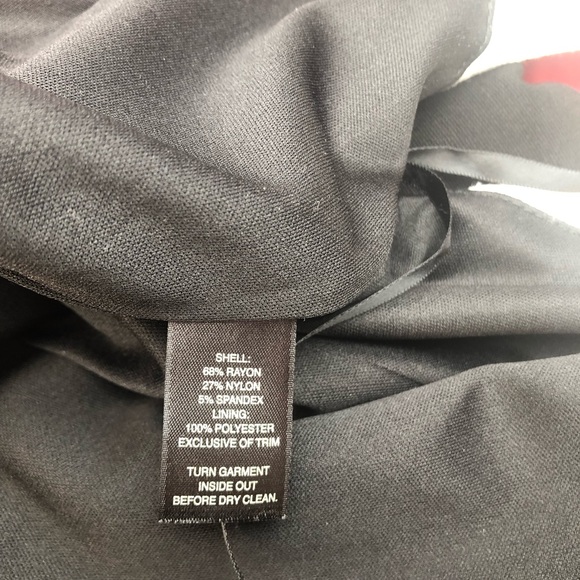 SHELL:
68% RAYON
27% NYLON
5% SPANDEX
LINING:
100% POLYESTER
EXCLUSIVE OF TRIM
TURN GARMENT
INSIDE OUT
BEFORE DRY CLEAN.